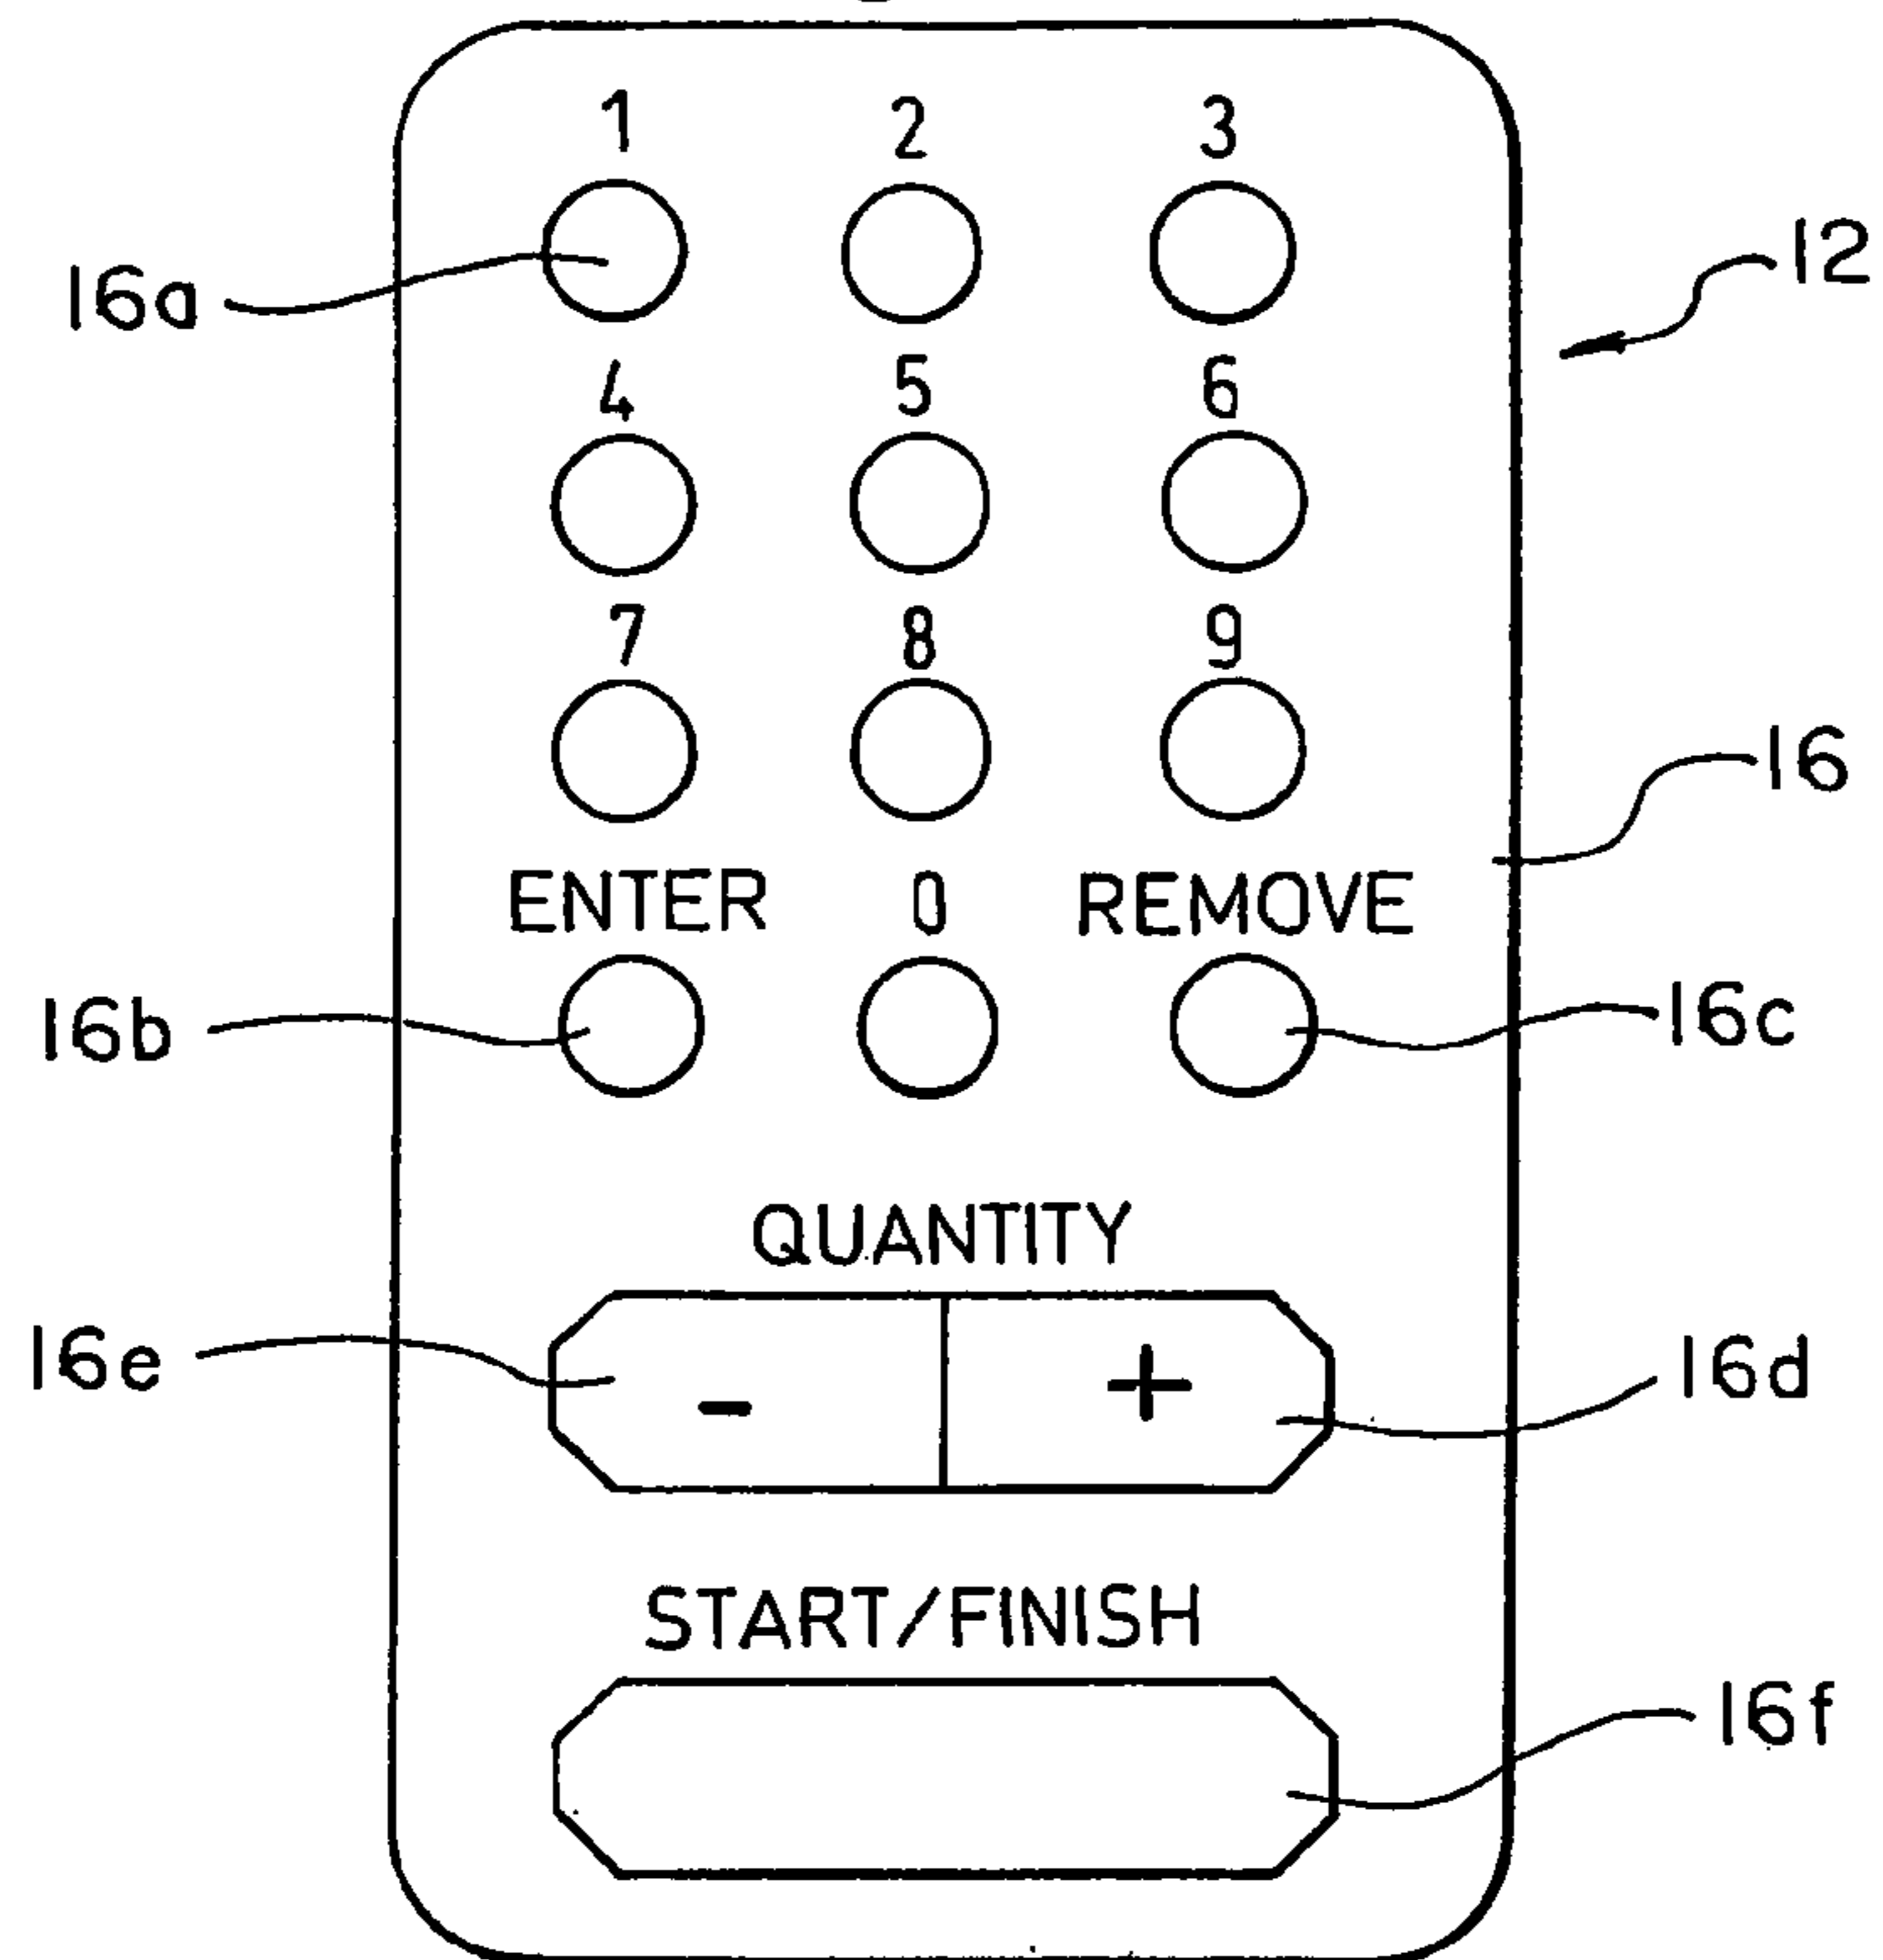 1 2 3
12
16a
4 5 6
7 8 9
16
ENTER 0 REMOVE
16b
16c
QUANTITY
16e
- +
16d
START/FINISH
16f